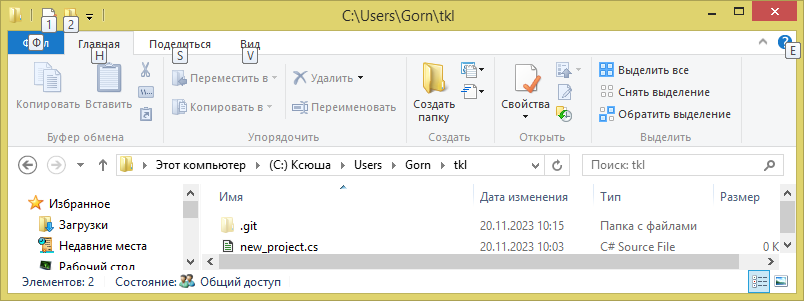 C:\Users\Gorn\tkl
1 2
Ф Главная Поделиться Вид
Н S V E
Копировать Вставить Переместить в Удалить Создать папку Свойства Выделить все
Копировать в Переименовать Снять выделение
Обратить выделение
Буфер обмена Упорядочить Создать Открыть Выделить
Этот компьютер (C:) Ксюша Users Gorn tkl Поиск: tkl
Избранное
Загрузки
Недавние места
Рабочий стол
Имя Дата изменения Тип Размер
.git 20.11.2023 10:15 Папка с файлами
new_project.cs 20.11.2023 10:03 C# Source File 0 К
Элементов: 2 Состояние: Общий доступ